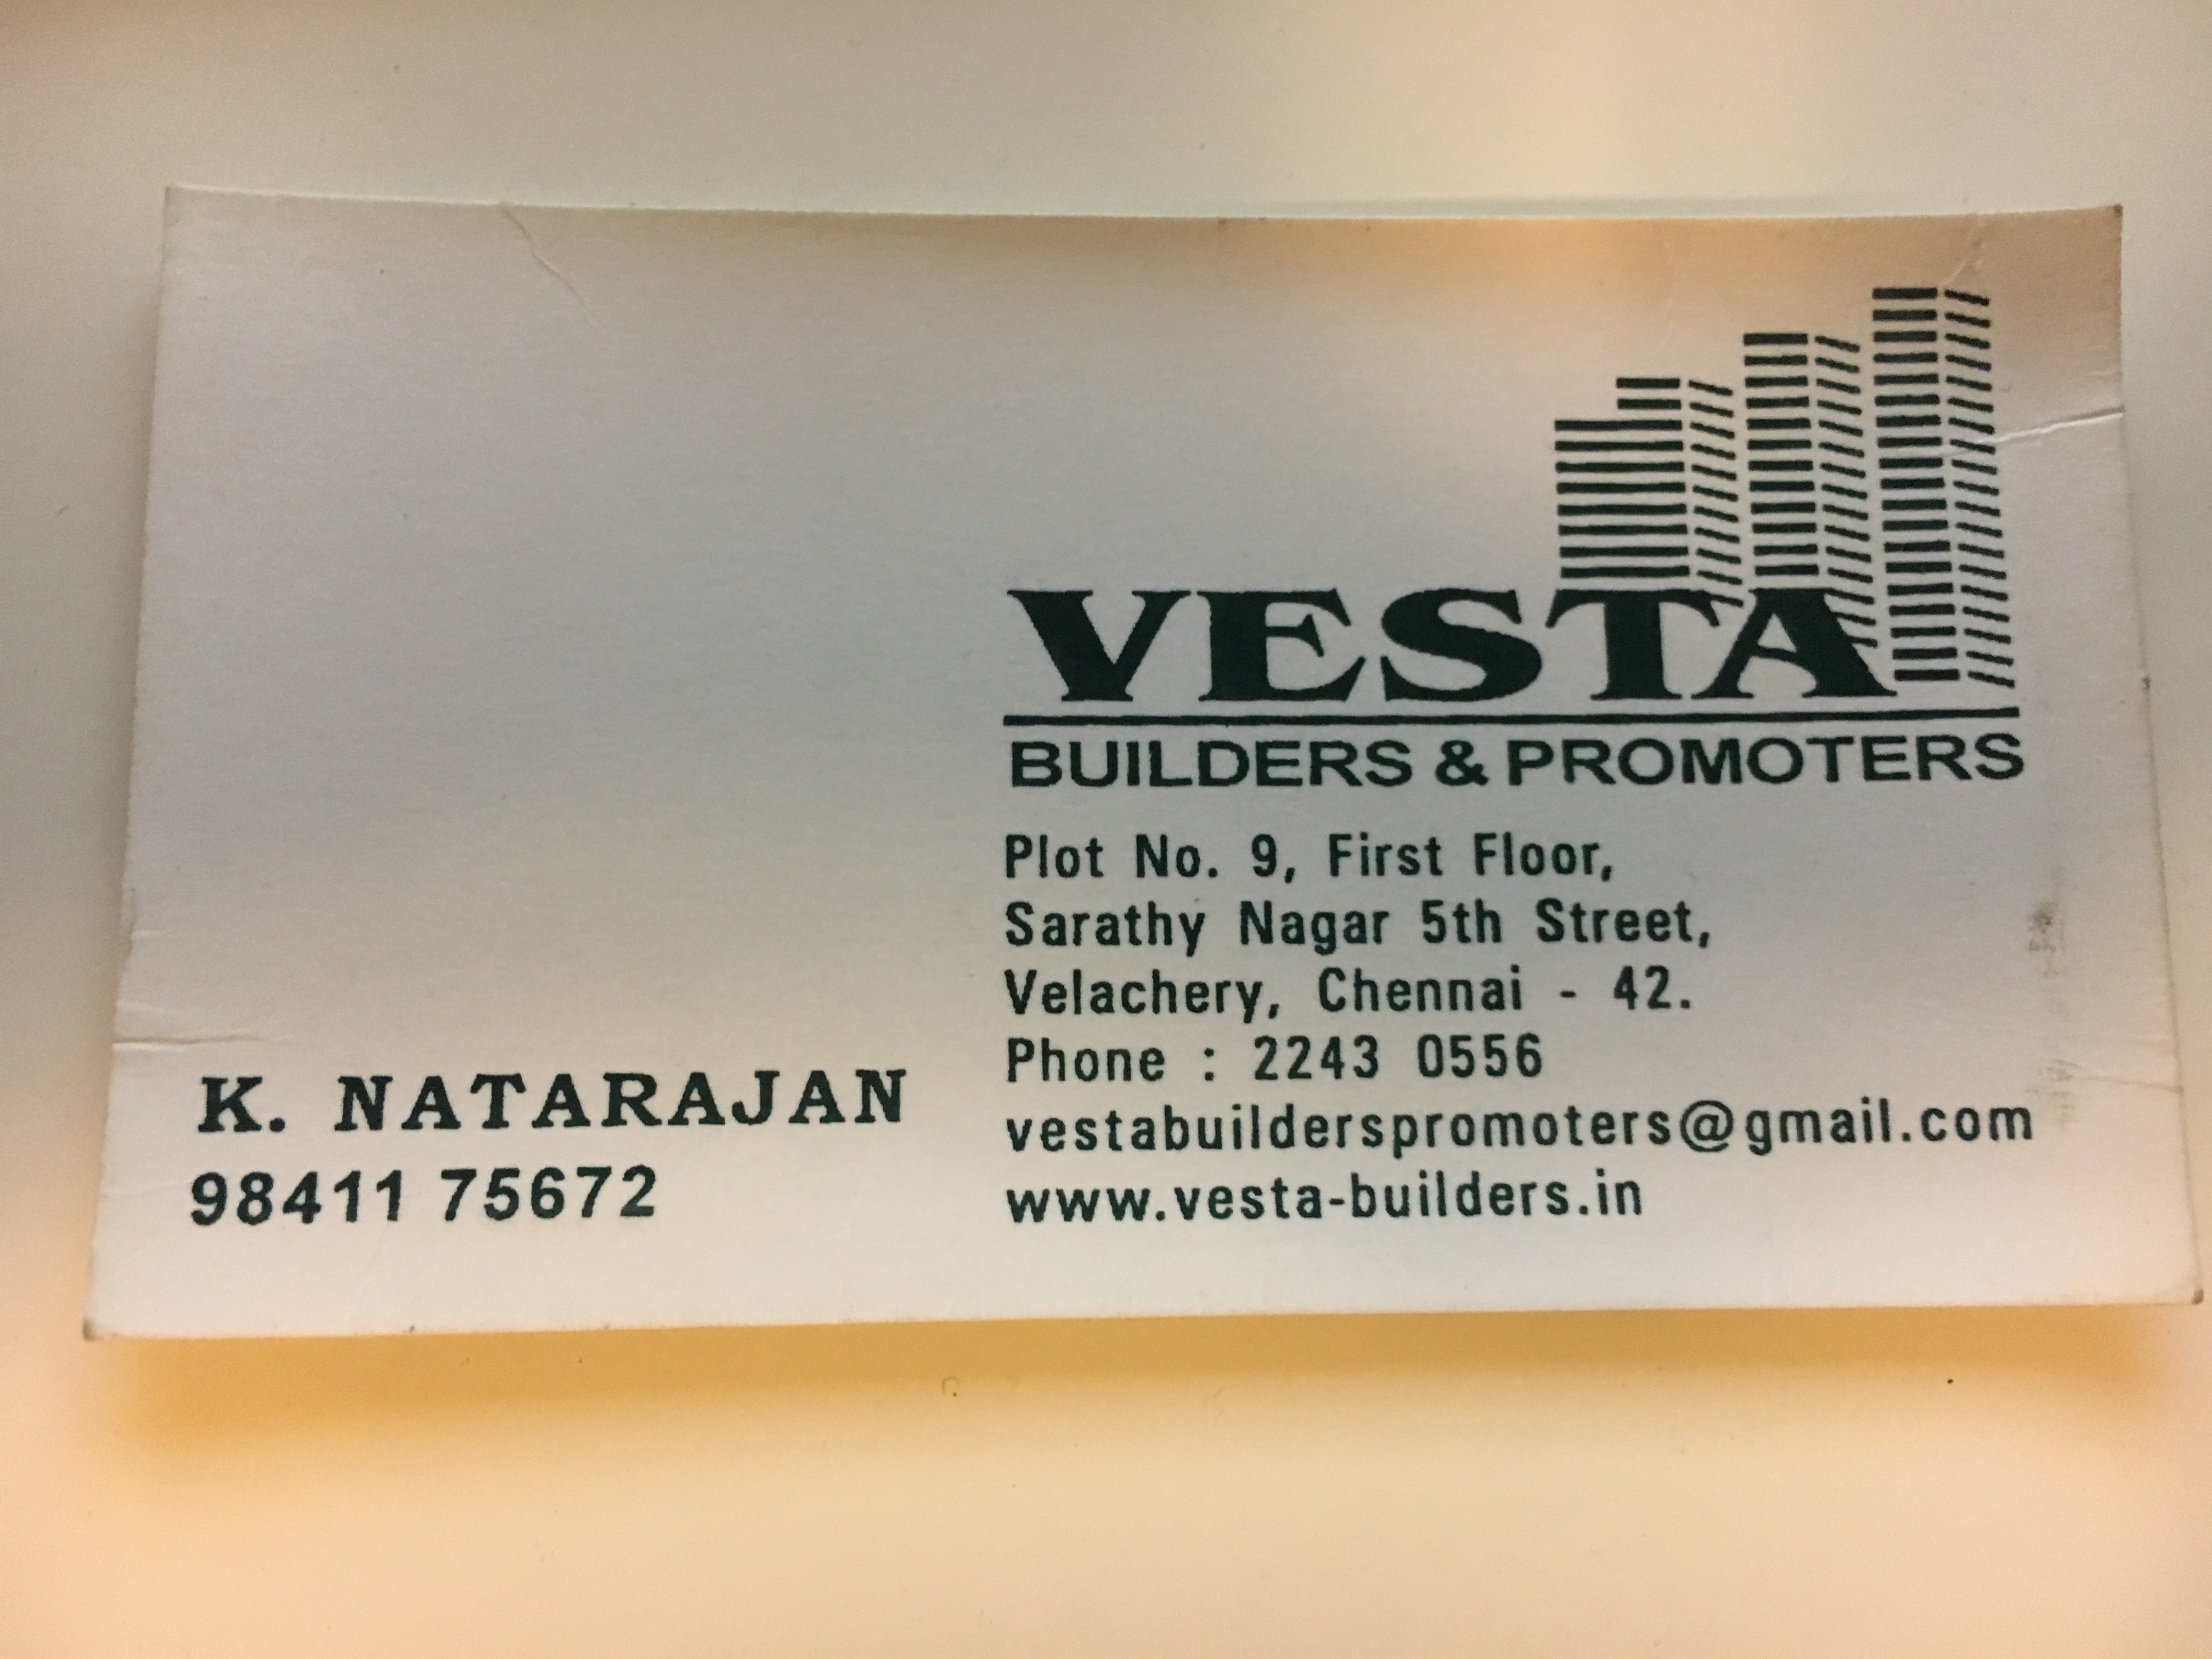 VESTA
BUILDERS & PROMOTERS
Plot No. 9, First Floor,
Sarathy Nagar 5th Street,
Velachery, Chennai - 42.
Phone : 2243 0556
vestabuilderspromoters@gmail.com
www.vesta-builders.in
K. NATARAJAN
98411 75672